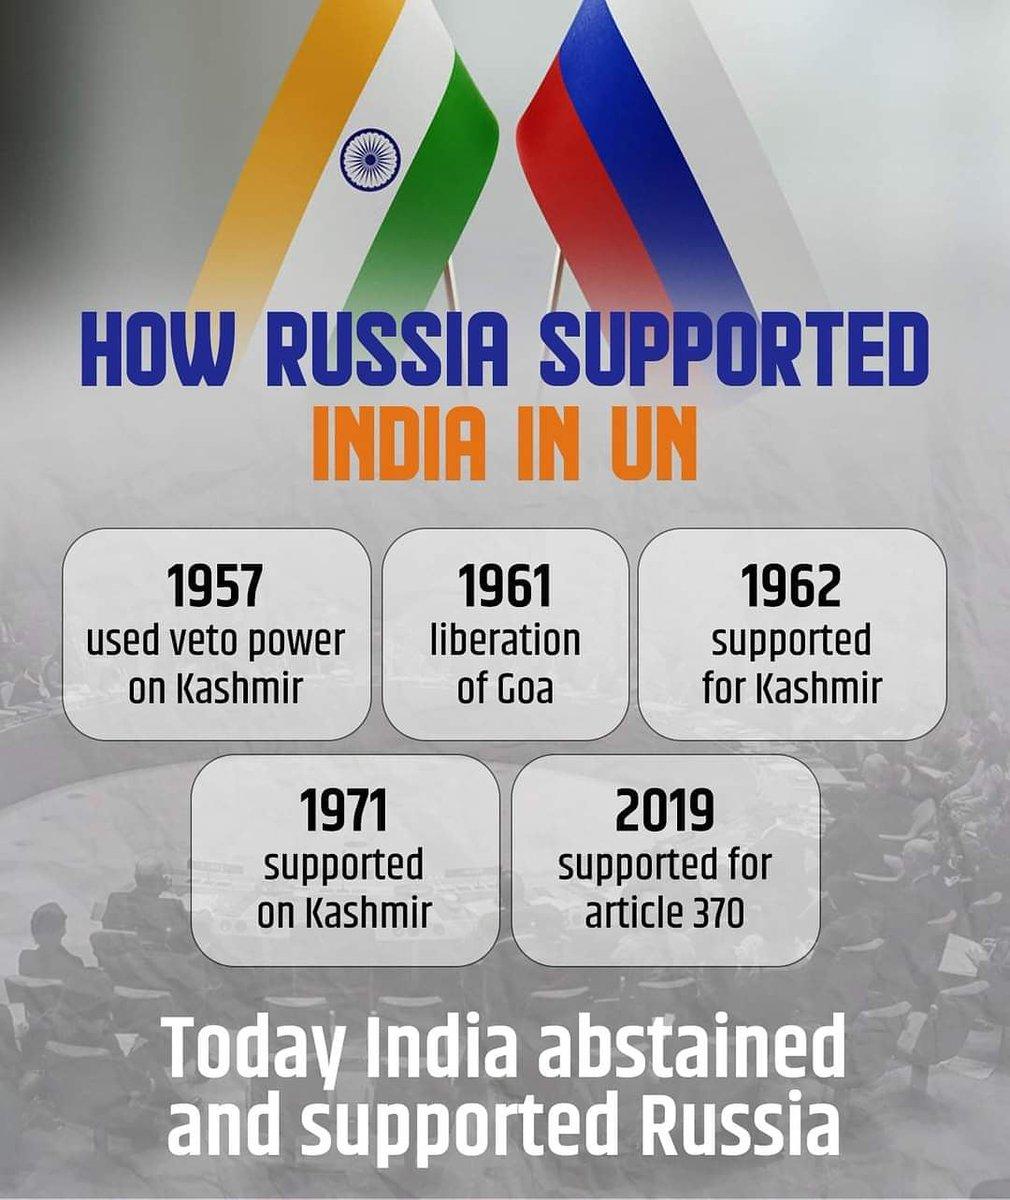 HOW RUSSIA SUPPORTED
INDIA IN UN
1957
used veto power
on Kashmir
1961
liberation
of Goa
1962
supported
for Kashmir
1971
supported
on Kashmir
2019
supported for
article 370
Today India abstained
and supported Russia